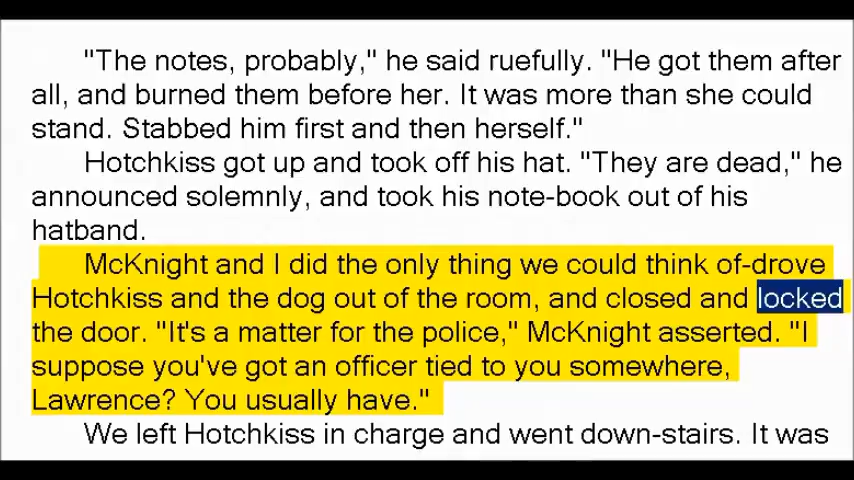 "The notes, probably," he said ruefully. "He got them after
all, and burned them before her. It was more than she could
stand. Stabbed him first and then herself."
Hotchkiss got up and took off his hat. "They are dead," he
announced solemnly, and took his note-book out of his
hatband.
McKnight and I did the only thing we could think of-drove
Hotchkiss and the dog out of the room, and closed and locked
the door. "It's a matter for the police," McKnight asserted. "I
suppose you've got an officer tied to you somewhere,
Lawrence? You usually have."
We left Hotchkiss in charge and went down-stairs. It was